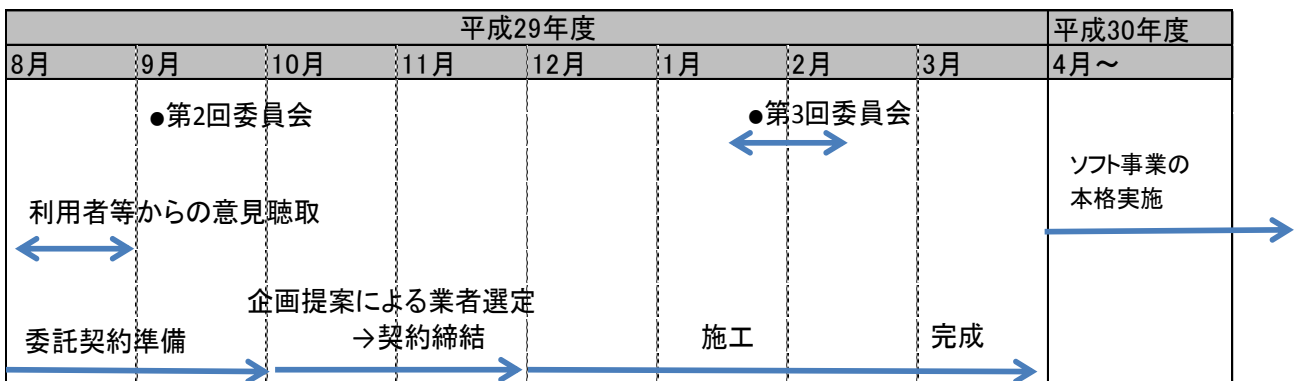 平成29年度
平成30年度
8月
9月
10月
11月
12月
1月
2月
3月
4月～
●第2回委員会
●第3回委員会
ソフト事業の
本格実施
利用者等からの意見聴取
企画提案による業者選定
→契約締結
委託契約準備
施工
完成